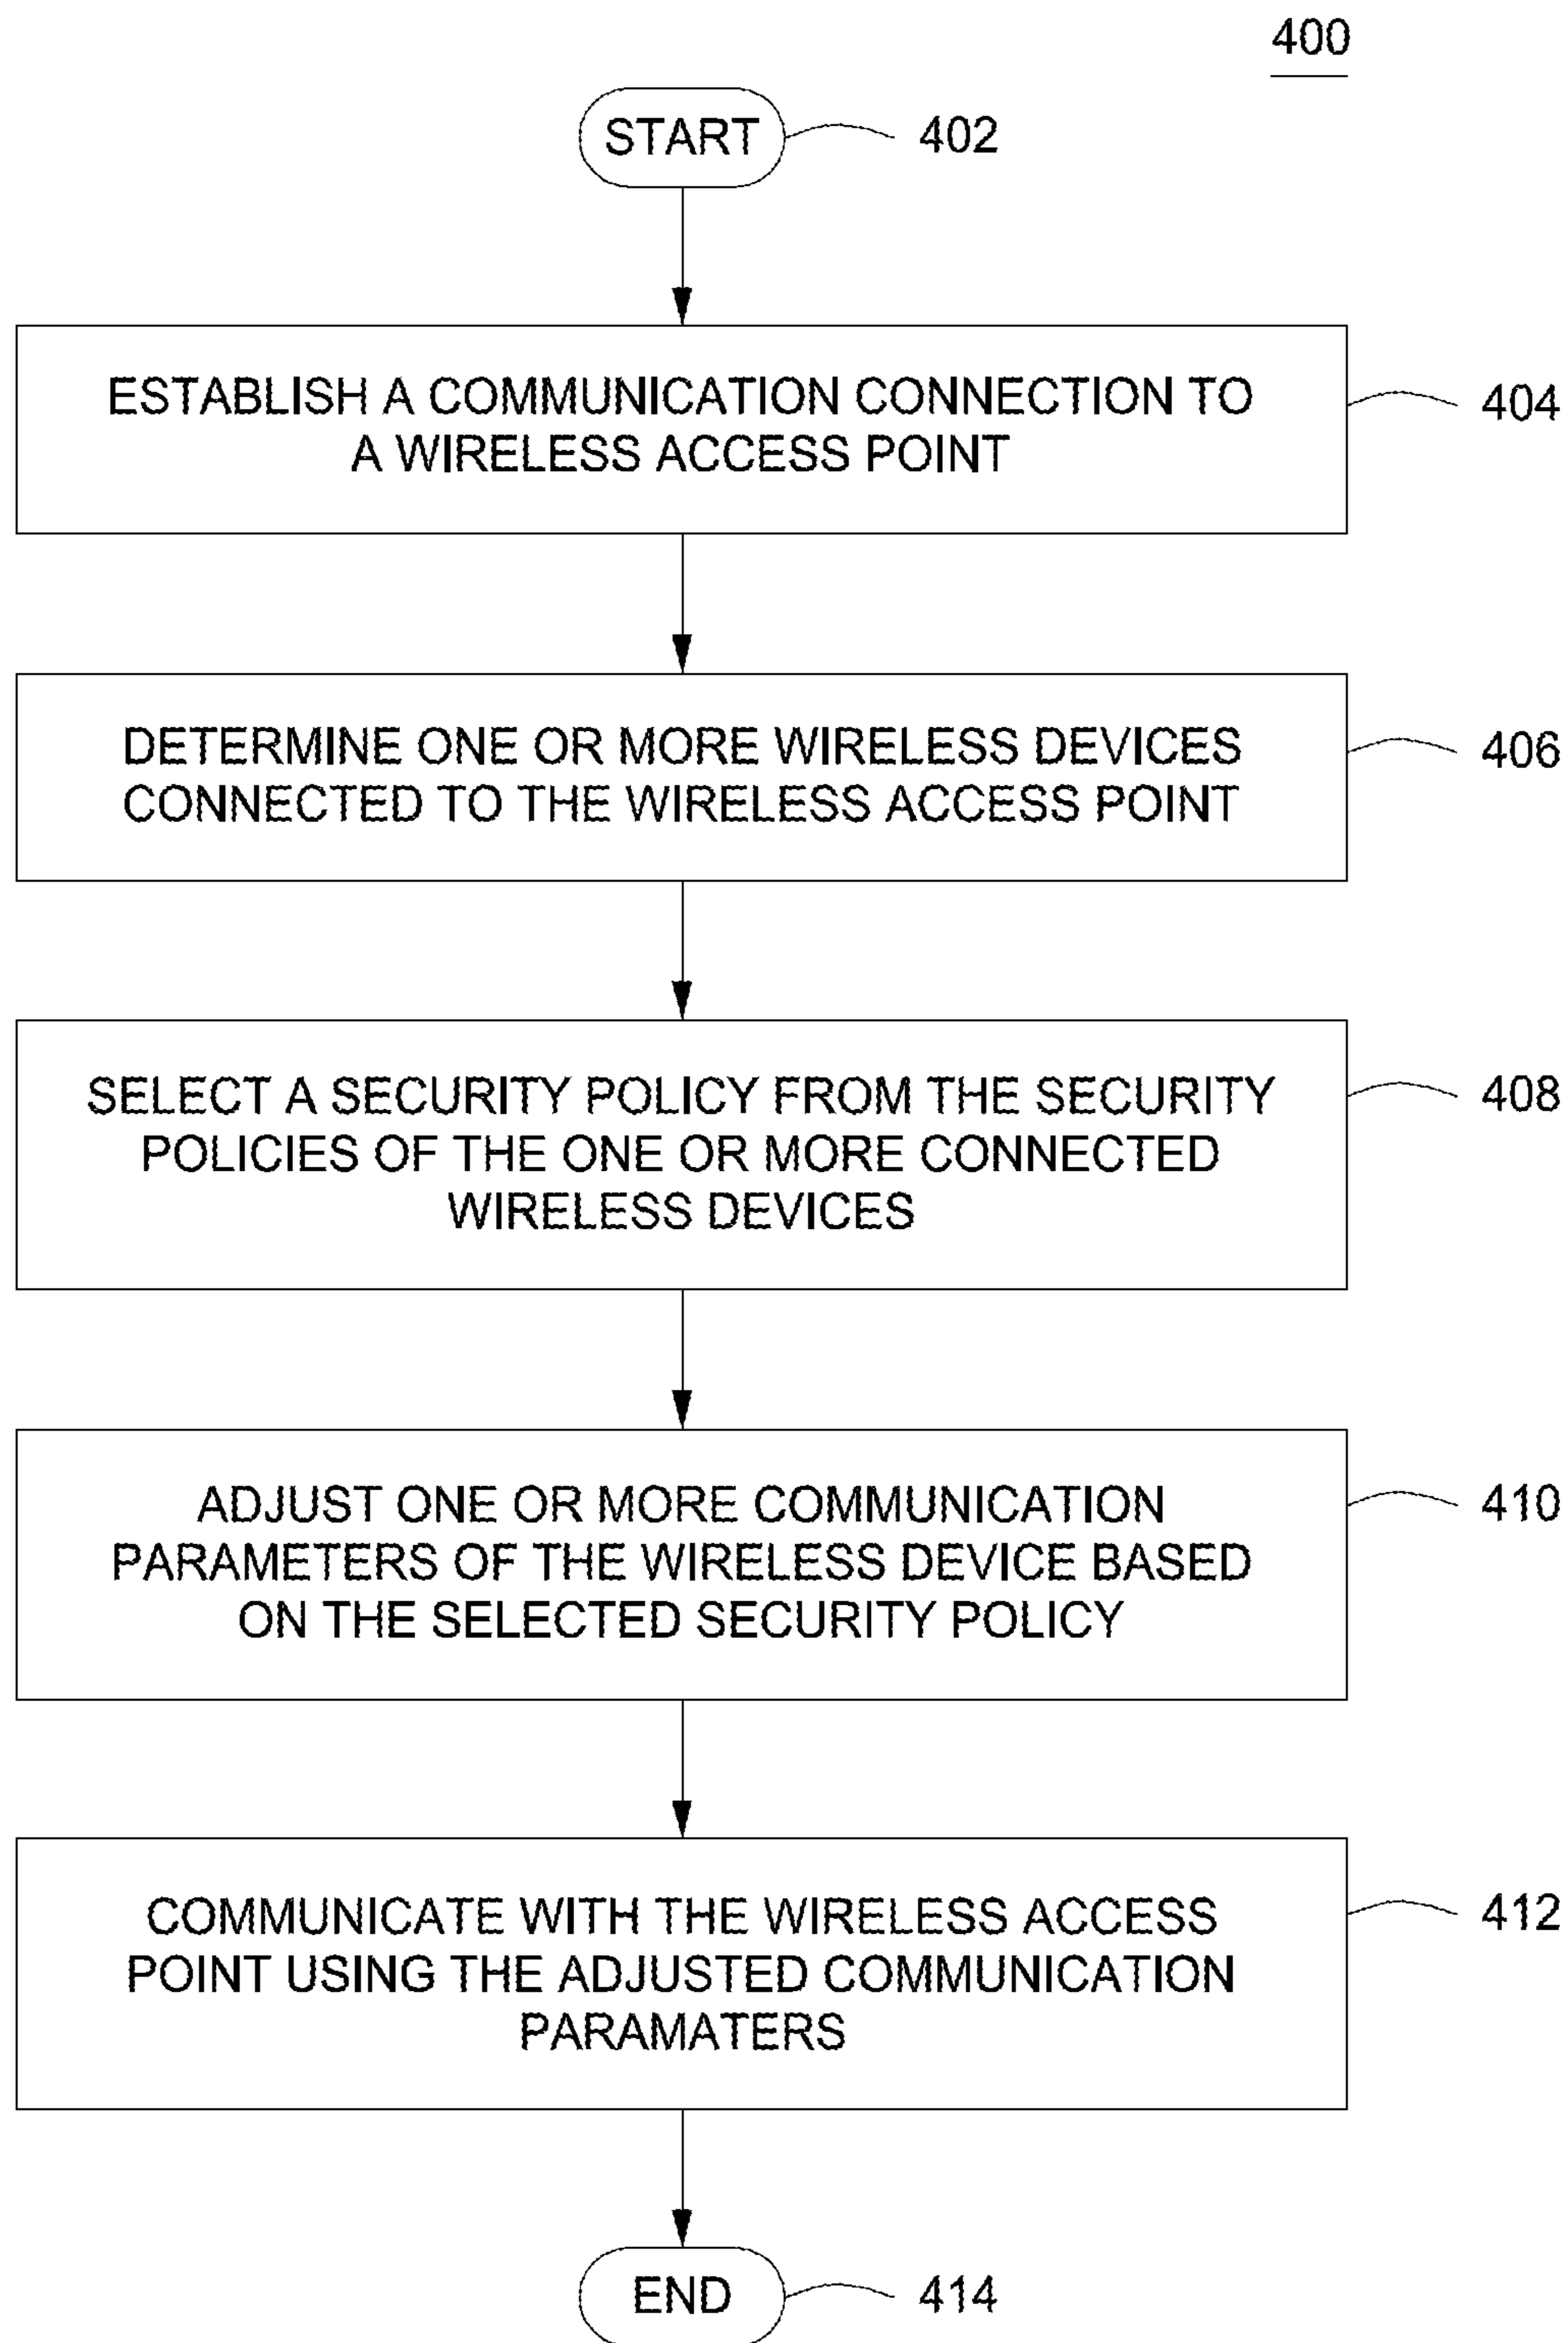 400
START
402
ESTABLISH A COMMUNICATION CONNECTION TO
A WIRELESS ACCESS POINT
404
DETERMINE ONE OR MORE WIRELESS DEVICES
CONNECTED TO THE WIRELESS ACCESS POINT
406
SELECT A SECURITY POLICY FROM THE SECURITY
POLICIES OF THE ONE OR MORE CONNECTED
WIRELESS DEVICES
408
ADJUST ONE OR MORE COMMUNICATION
PARAMETERS OF THE WIRELESS DEVICE BASED
ON THE SELECTED SECURITY POLICY
410
COMMUNICATE WITH THE WIRELESS ACCESS
POINT USING THE ADJUSTED COMMUNICATION
PARAMATERS
412
END
414